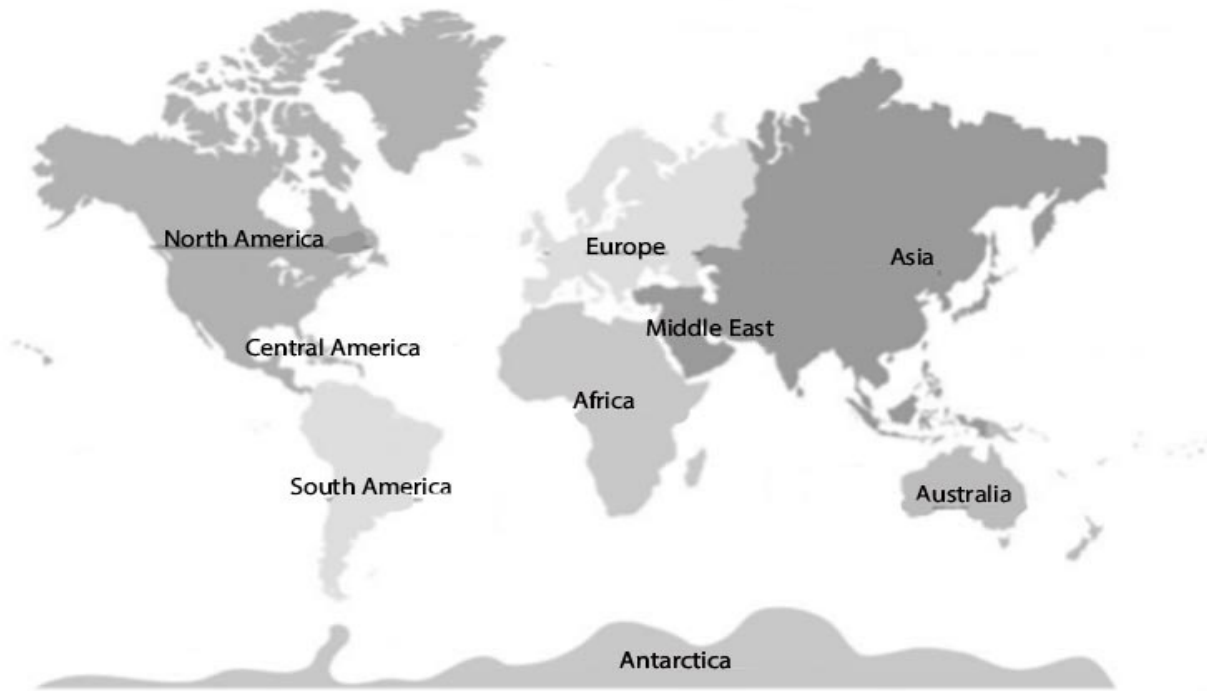 North America
Europe
Asia
Middle East
Central America
Africa
South America
Australia
Antarctica